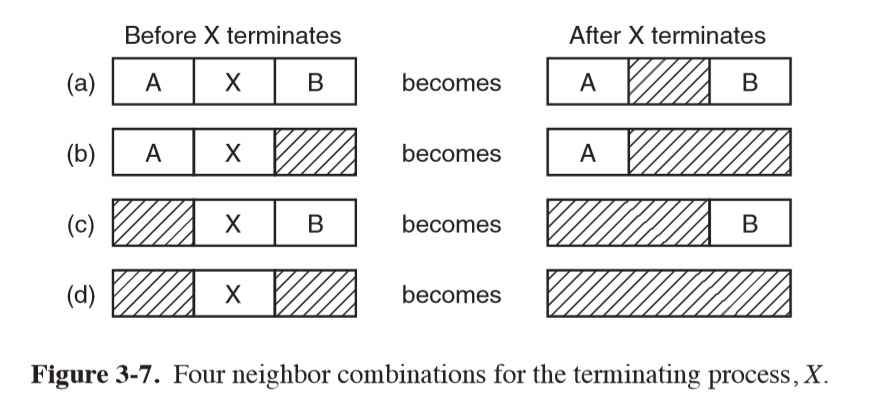 Before X terminates After X terminates
(a) A X B becomes A B
(b) A X becomes A
(c) X B becomes B
(d) X becomes
Figure 3-7. Four neighbor combinations for the terminating process, X.